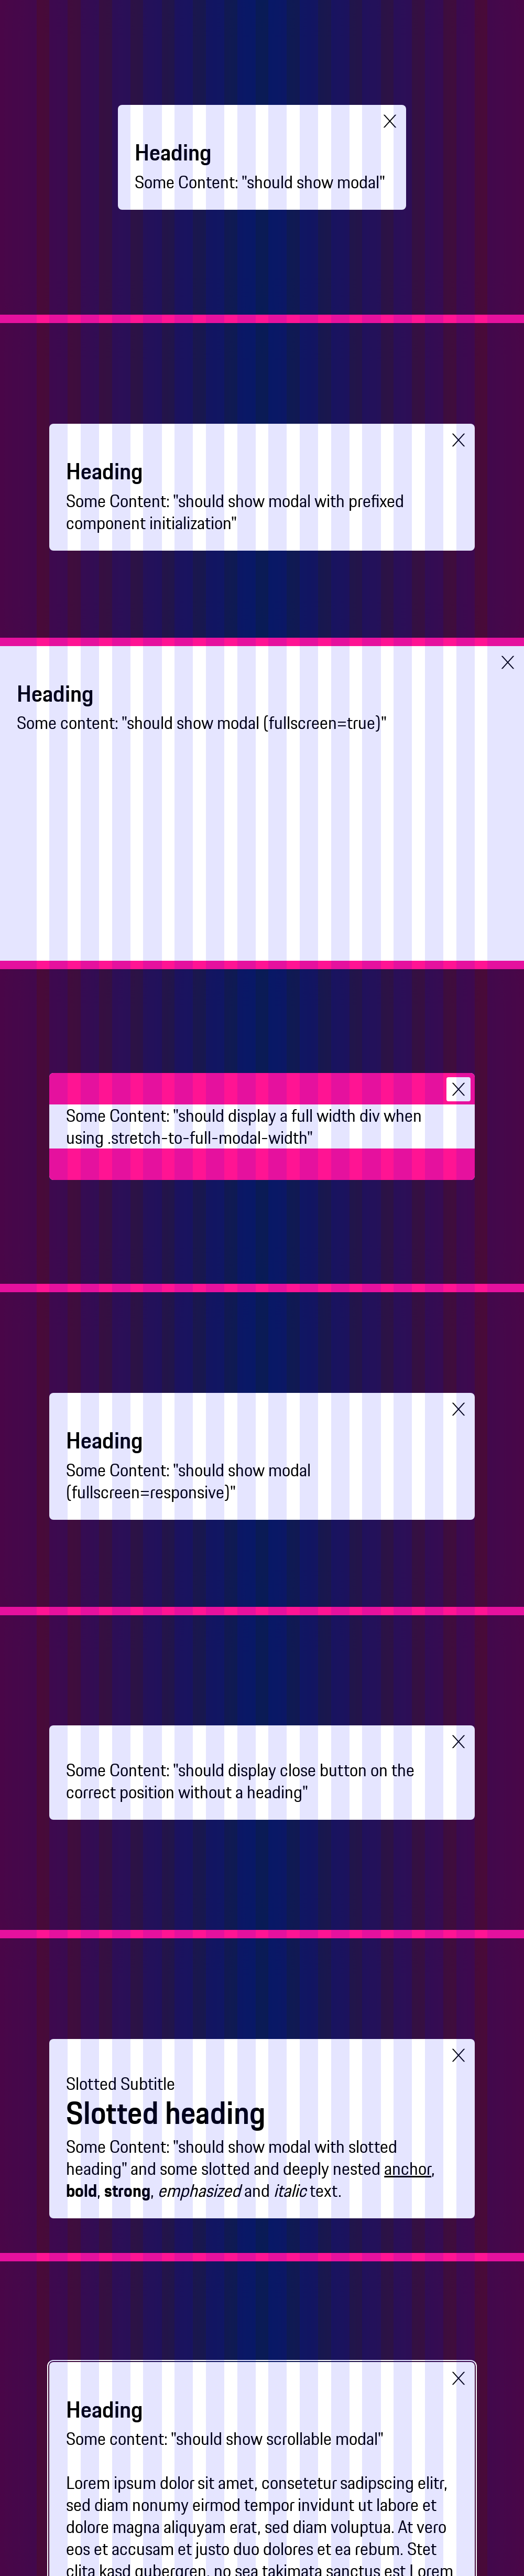 Heading
Some Content: "should show modal"
Heading
Some Content: "should show modal with prefixed
component initialization"
Heading
Some content: "should show modal (fullscreen=true)"
Some Content: "should display a full width div when
using .stretch-to-full-modal-width"
Heading
Some Content: "should show modal
(fullscreen=responsive)"
Some Content: "should display close button on the
correct position without a heading"
Slotted Subtitle
Slotted heading
Some Content: "should show modal with slotted
heading" and some slotted and deeply nested anchor,
bold, strong, emphasized and italic text.
Heading
Some content: "should show scrollable modal"
Lorem ipsum dolor sit amet, consetetur sadipscing elitr,
sed diam nonumy eirmod tempor invidunt ut labore et
dolore magna aliquyam erat, sed diam voluptua. At vero
eos et accusam et justo duo dolores et ea rebum. Stet
clita kasd gubergren, no sea takimata sanctus est Lorem